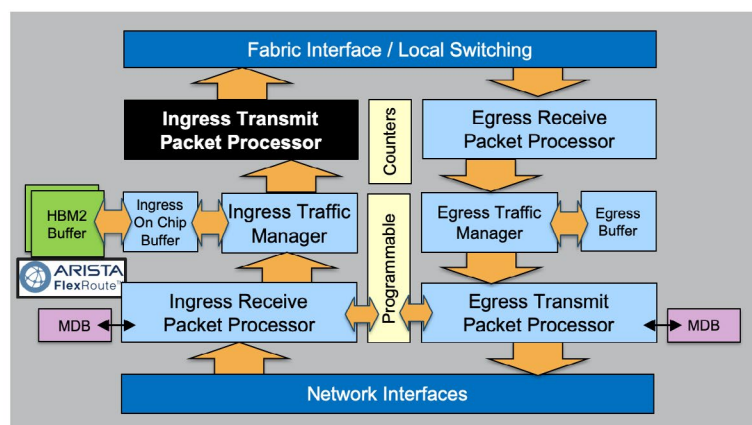 Fabric Interface / Local Switching
Ingress Transmit
Packet Processor
Counters
Egress Receive
Packet Processor
HBM2
Buffer
Ingress
On Chip
Buffer
Ingress Traffic
Manager
Programmable
Egress Traffic
Manager
Egress
Buffer
ARISTA
FlexRoute™
MDB
Ingress Receive
Packet Processor
Egress Transmit
Packet Processor
MDB
Network Interfaces